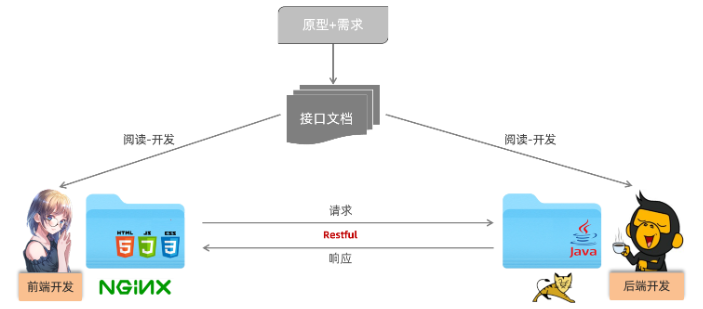 原型+需求
接口文档
阅读-开发
阅读-开发
请求
Restful
响应
HTML JS CSS
5 J 3
Java
前端开发
NGiNX
后端开发